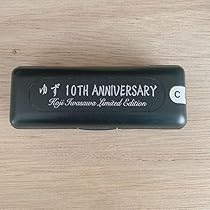 ゆず 10TH ANNIVERSARY
Koji Iwasawa Limited Edition
C